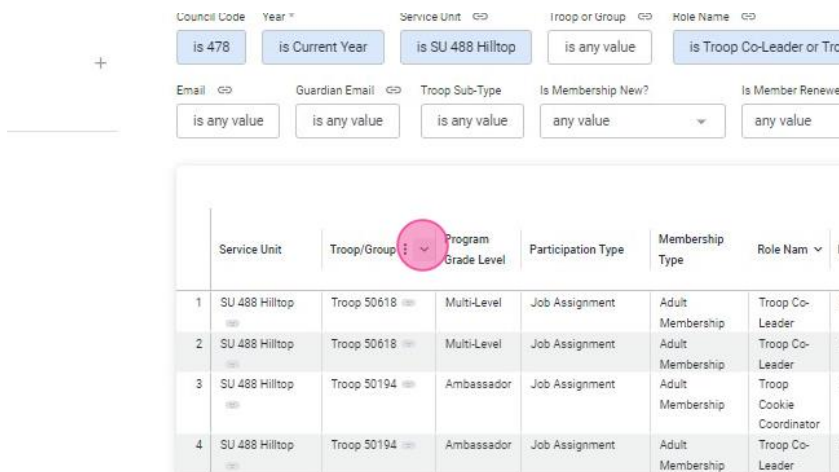 Council Code Year * Service Unit Troop or Group Role Name
is 478 is Current Year is SU 488 Hilltop is any value is Troop Co-Leader or
Email Guardian Email Troop Sub-Type Is Membership New? Is Member
is any value is any value is any value any value any value
Program Membership
Service Unit Troop/Group Participation Type Role Nam
Grade Level Type
1 SU 488 Hilltop Troop 50618 Multi-Level Job Assignment Adult Troop Co-
Membership Leader
2 SU 488 Hilltop Troop 50618 Multi-Level Job Assignment Adult Troop Co-
Membership Leader
3 SU 488 Hilltop Troop 50194 Ambassador Job Assignment Adult Troop
Membership Cookie
Coordinator
4 SU 488 Hilltop Troop 50194 Ambassador Job Assignment Adult Troop Co-
Membership Leader